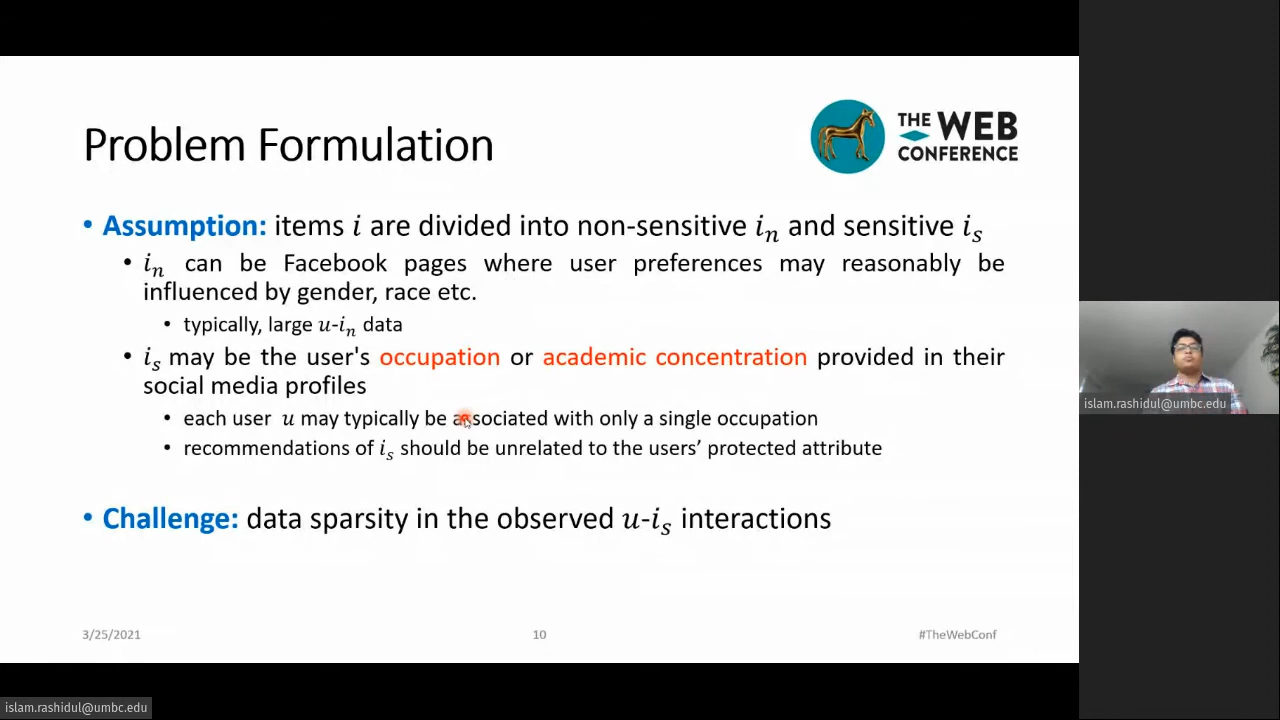 Problem Formulation
THE WEB
CONFERENCE
• Assumption: items i are divided into non-sensitive iₙ and sensitive iₛ
• iₙ can be Facebook pages where user preferences may reasonably be
influenced by gender, race etc.
• typically, large u-iₙ data
• iₛ may be the user's occupation or academic concentration provided in their
social media profiles
• each user u may typically be associated with only a single occupation
• recommendations of iₛ should be unrelated to the users' protected attribute
• Challenge: data sparsity in the observed u-iₛ interactions
3/25/2021
10
#TheWebConf
islam.rashidul@umbc.edu
islam.rashidul@umbc.edu